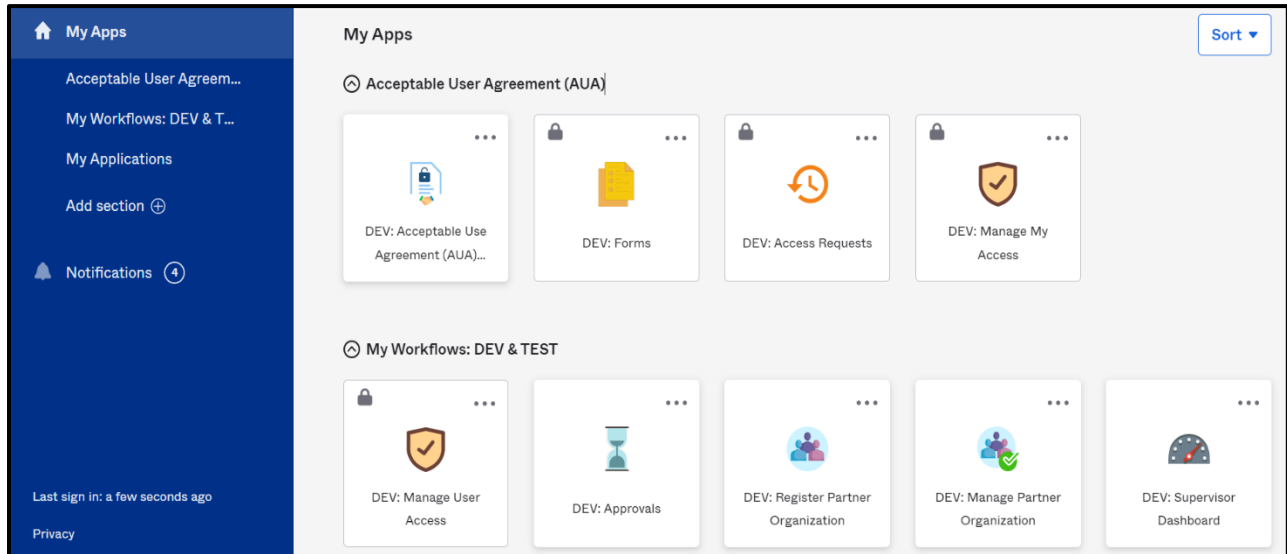 My Apps
Acceptable User Agreem...
My Workflows: DEV & T...
My Applications
Add section
Notifications 4
Last sign in: a few seconds ago
Privacy
My Apps
Sort
Acceptable User Agreement (AUA)
DEV: Acceptable Use
Agreement (AUA)...
DEV: Forms
DEV: Access Requests
DEV: Manage My
Access
My Workflows: DEV & TEST
DEV: Manage User
Access
DEV: Approvals
DEV: Register Partner
Organization
DEV: Manage Partner
Organization
DEV: Supervisor
Dashboard